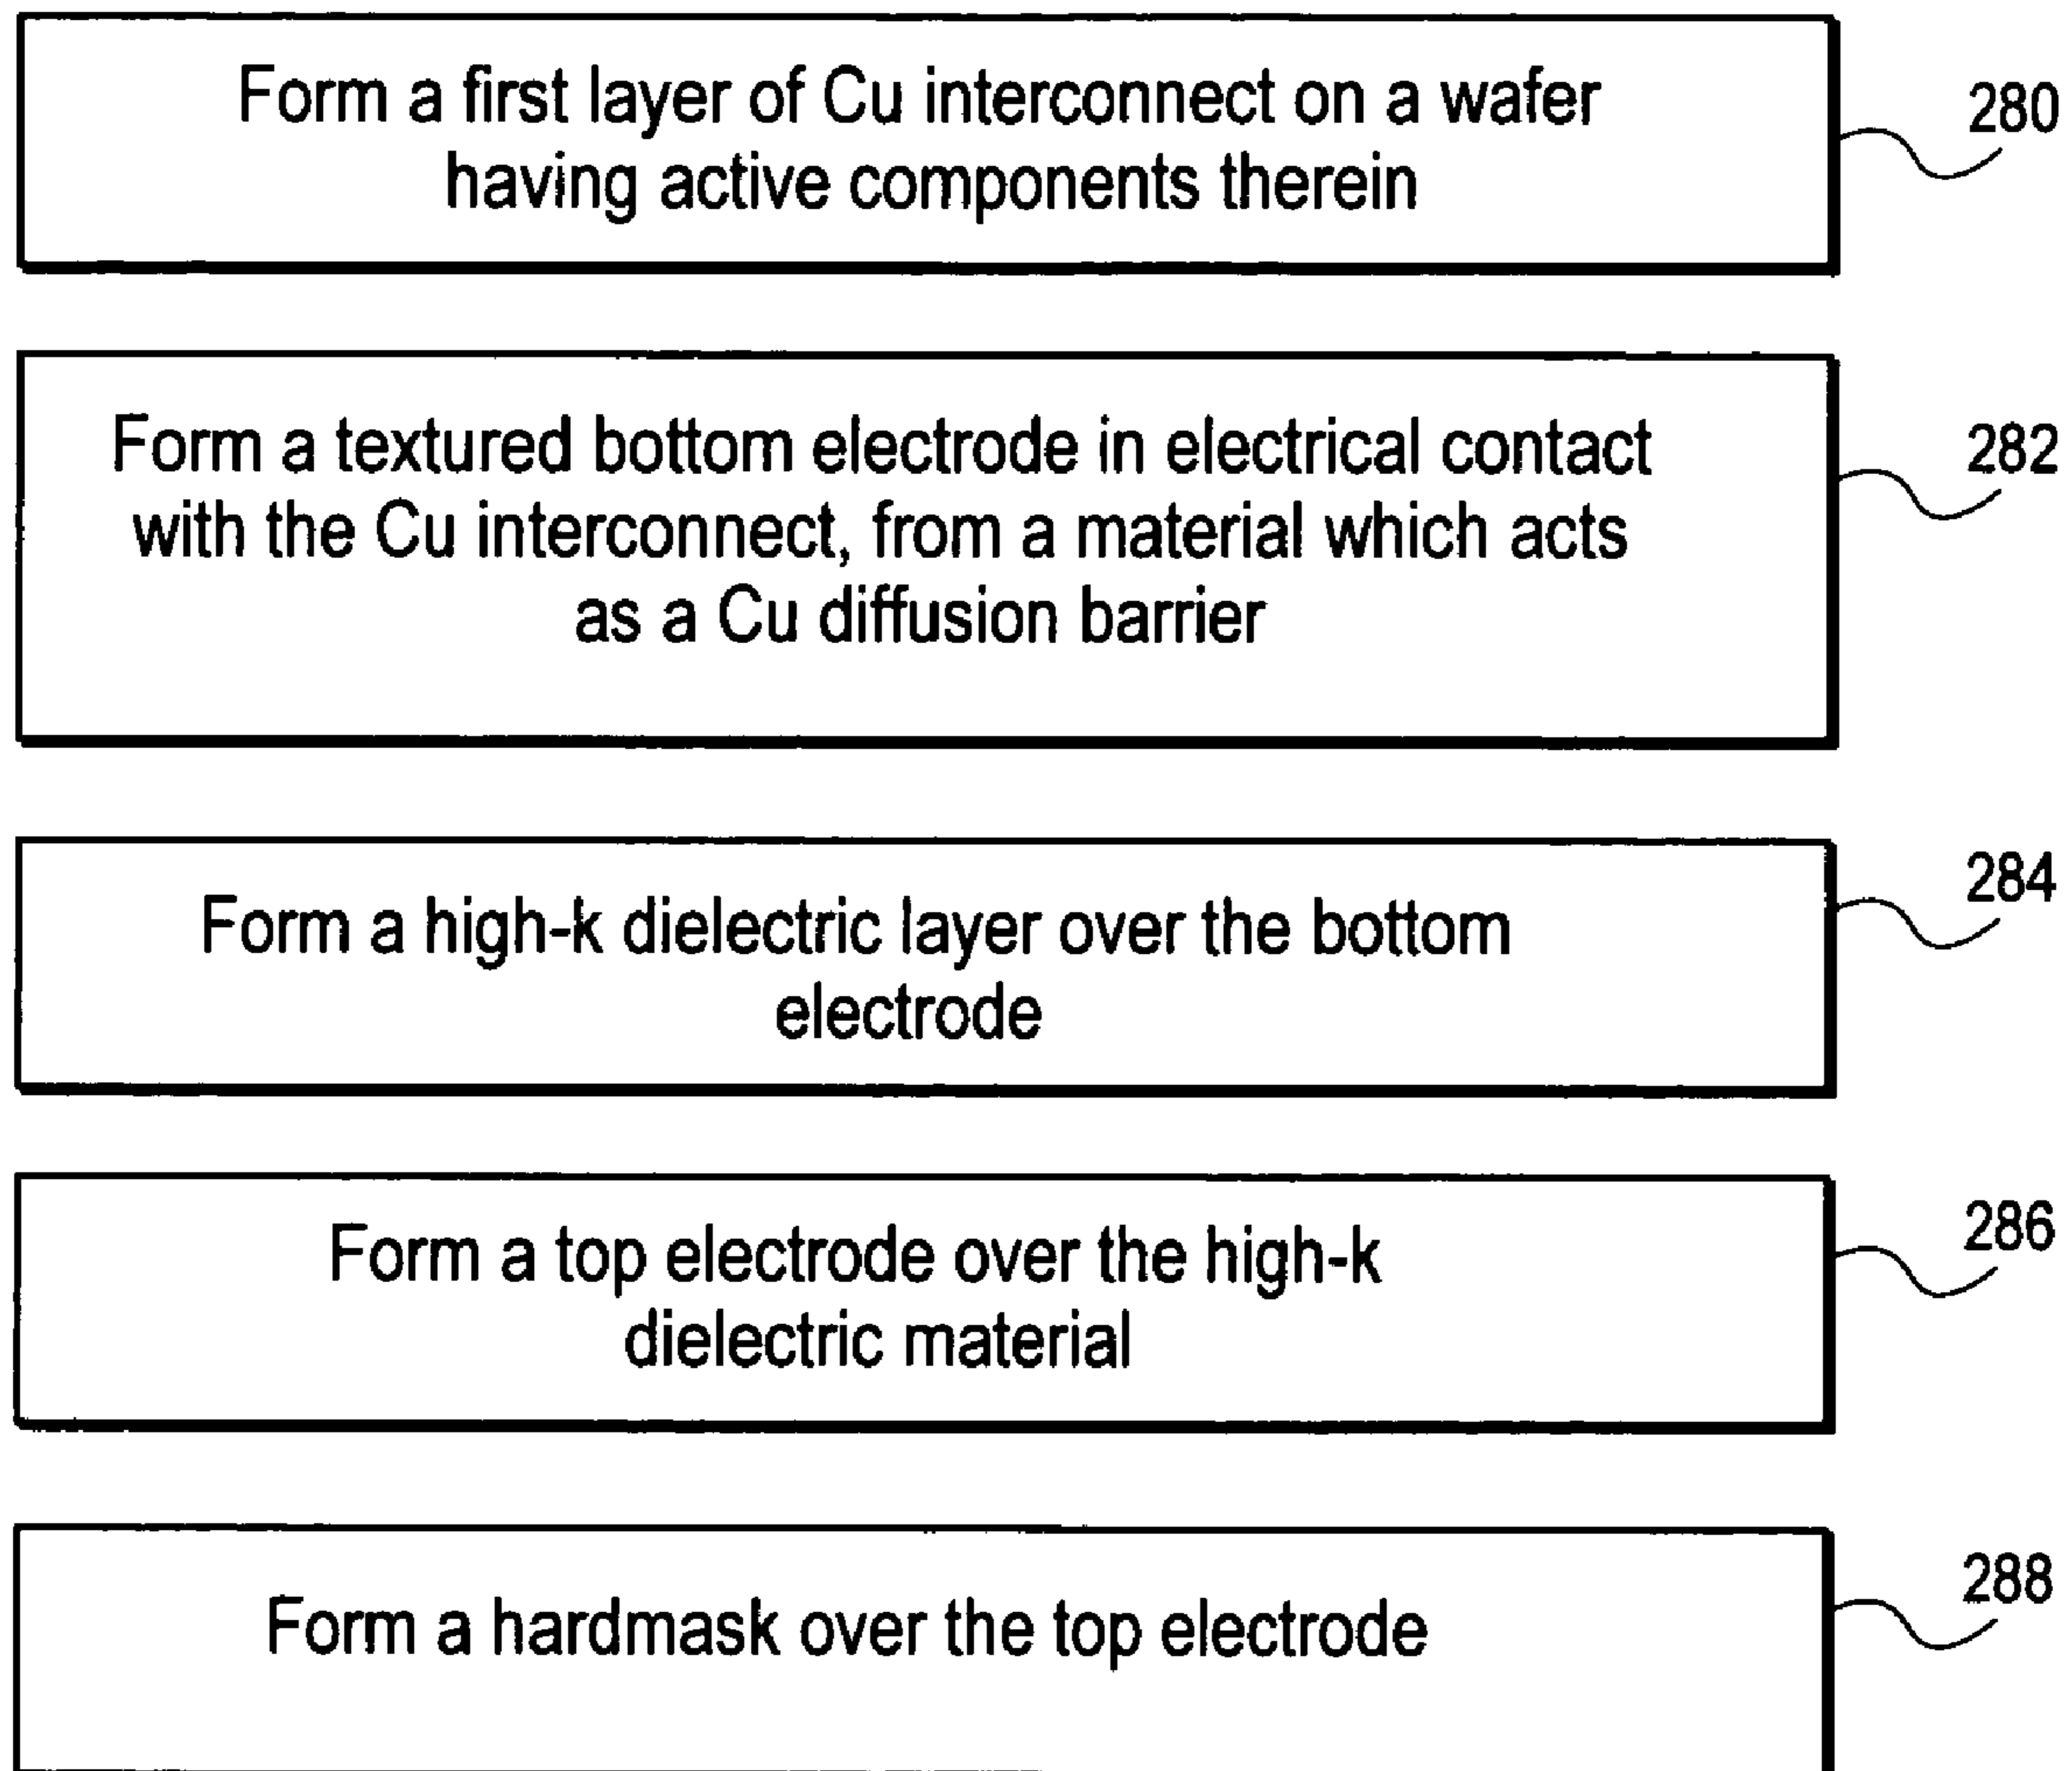 Form a first layer of Cu interconnect on a wafer
having active components therein
280
Form a textured bottom electrode in electrical contact
with the Cu interconnect, from a material which acts
as a Cu diffusion barrier
282
Form a high-k dielectric layer over the bottom
electrode
284
Form a top electrode over the high-k
dielectric material
286
Form a hardmask over the top electrode
288